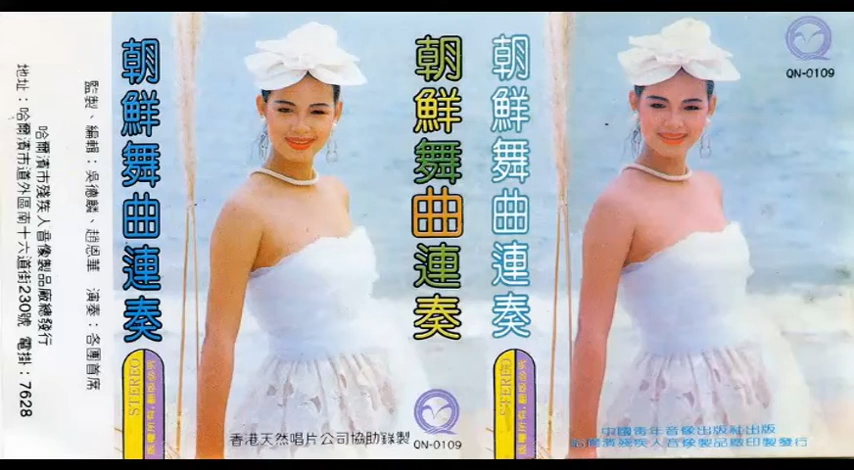 監製、編輯：吳德麟、趙恩華　演奏：各團首席
哈爾濱市殘疾人音像製品廠總發行
地址：哈爾濱市道外區南十六道街230號 電掛：7628
朝鮮舞曲連奏
STEREO
香港天然唱片公司協助錄製
QN-0109
朝鮮舞曲連奏
朝鮮舞曲連奏
STEREO
QN-0109
中國青年音像出版社出版
哈爾濱殘疾人音像製品廠印製發行